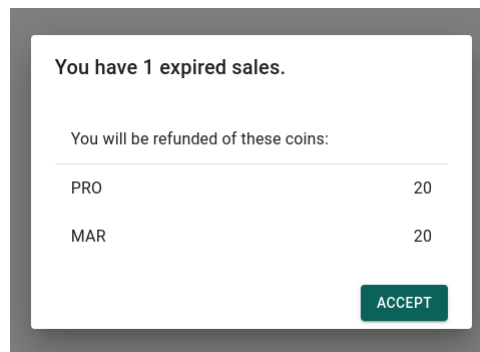 You have 1 expired sales.
You will be refunded of these coins:
PRO 20
MAR 20
ACCEPT